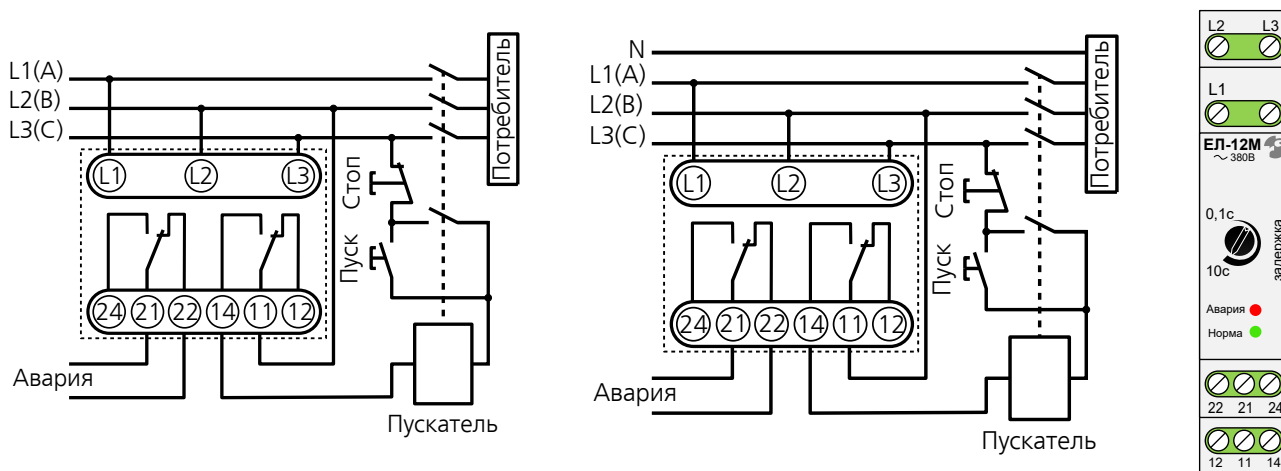 L1(A)
L2(B)
L3(C)
Потребитель
L1 L2 L3
Стоп
Пуск
24 21 22 14 11 12
Авария
Пускатель
N
L1(A)
L2(B)
L3(C)
Потребитель
L1 L2 L3
Стоп
Пуск
24 21 22 14 11 12
Авария
Пускатель
L2 L3
L1
ЕЛ-12М
~ 380В
0,1с
10с
задержка
Авария
Норма
22 21 24
12 11 14